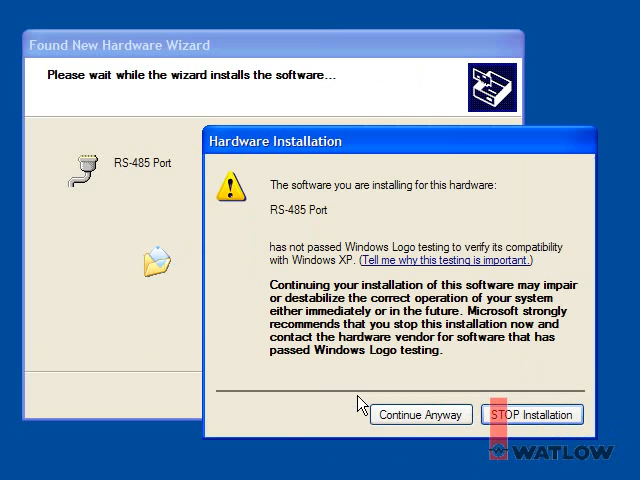 Found New Hardware Wizard
Please wait while the wizard installs the software...
RS-485 Port
Hardware Installation
The software you are installing for this hardware:
RS-485 Port
has not passed Windows Logo testing to verify its compatibility
with Windows XP. (Tell me why this testing is important.)
Continuing your installation of this software may impair
or destabilize the correct operation of your system
either immediately or in the future. Microsoft strongly
recommends that you stop this installation now and
contact the hardware vendor for software that has
passed Windows Logo testing.
Continue Anyway
STOP Installation
WATLOW